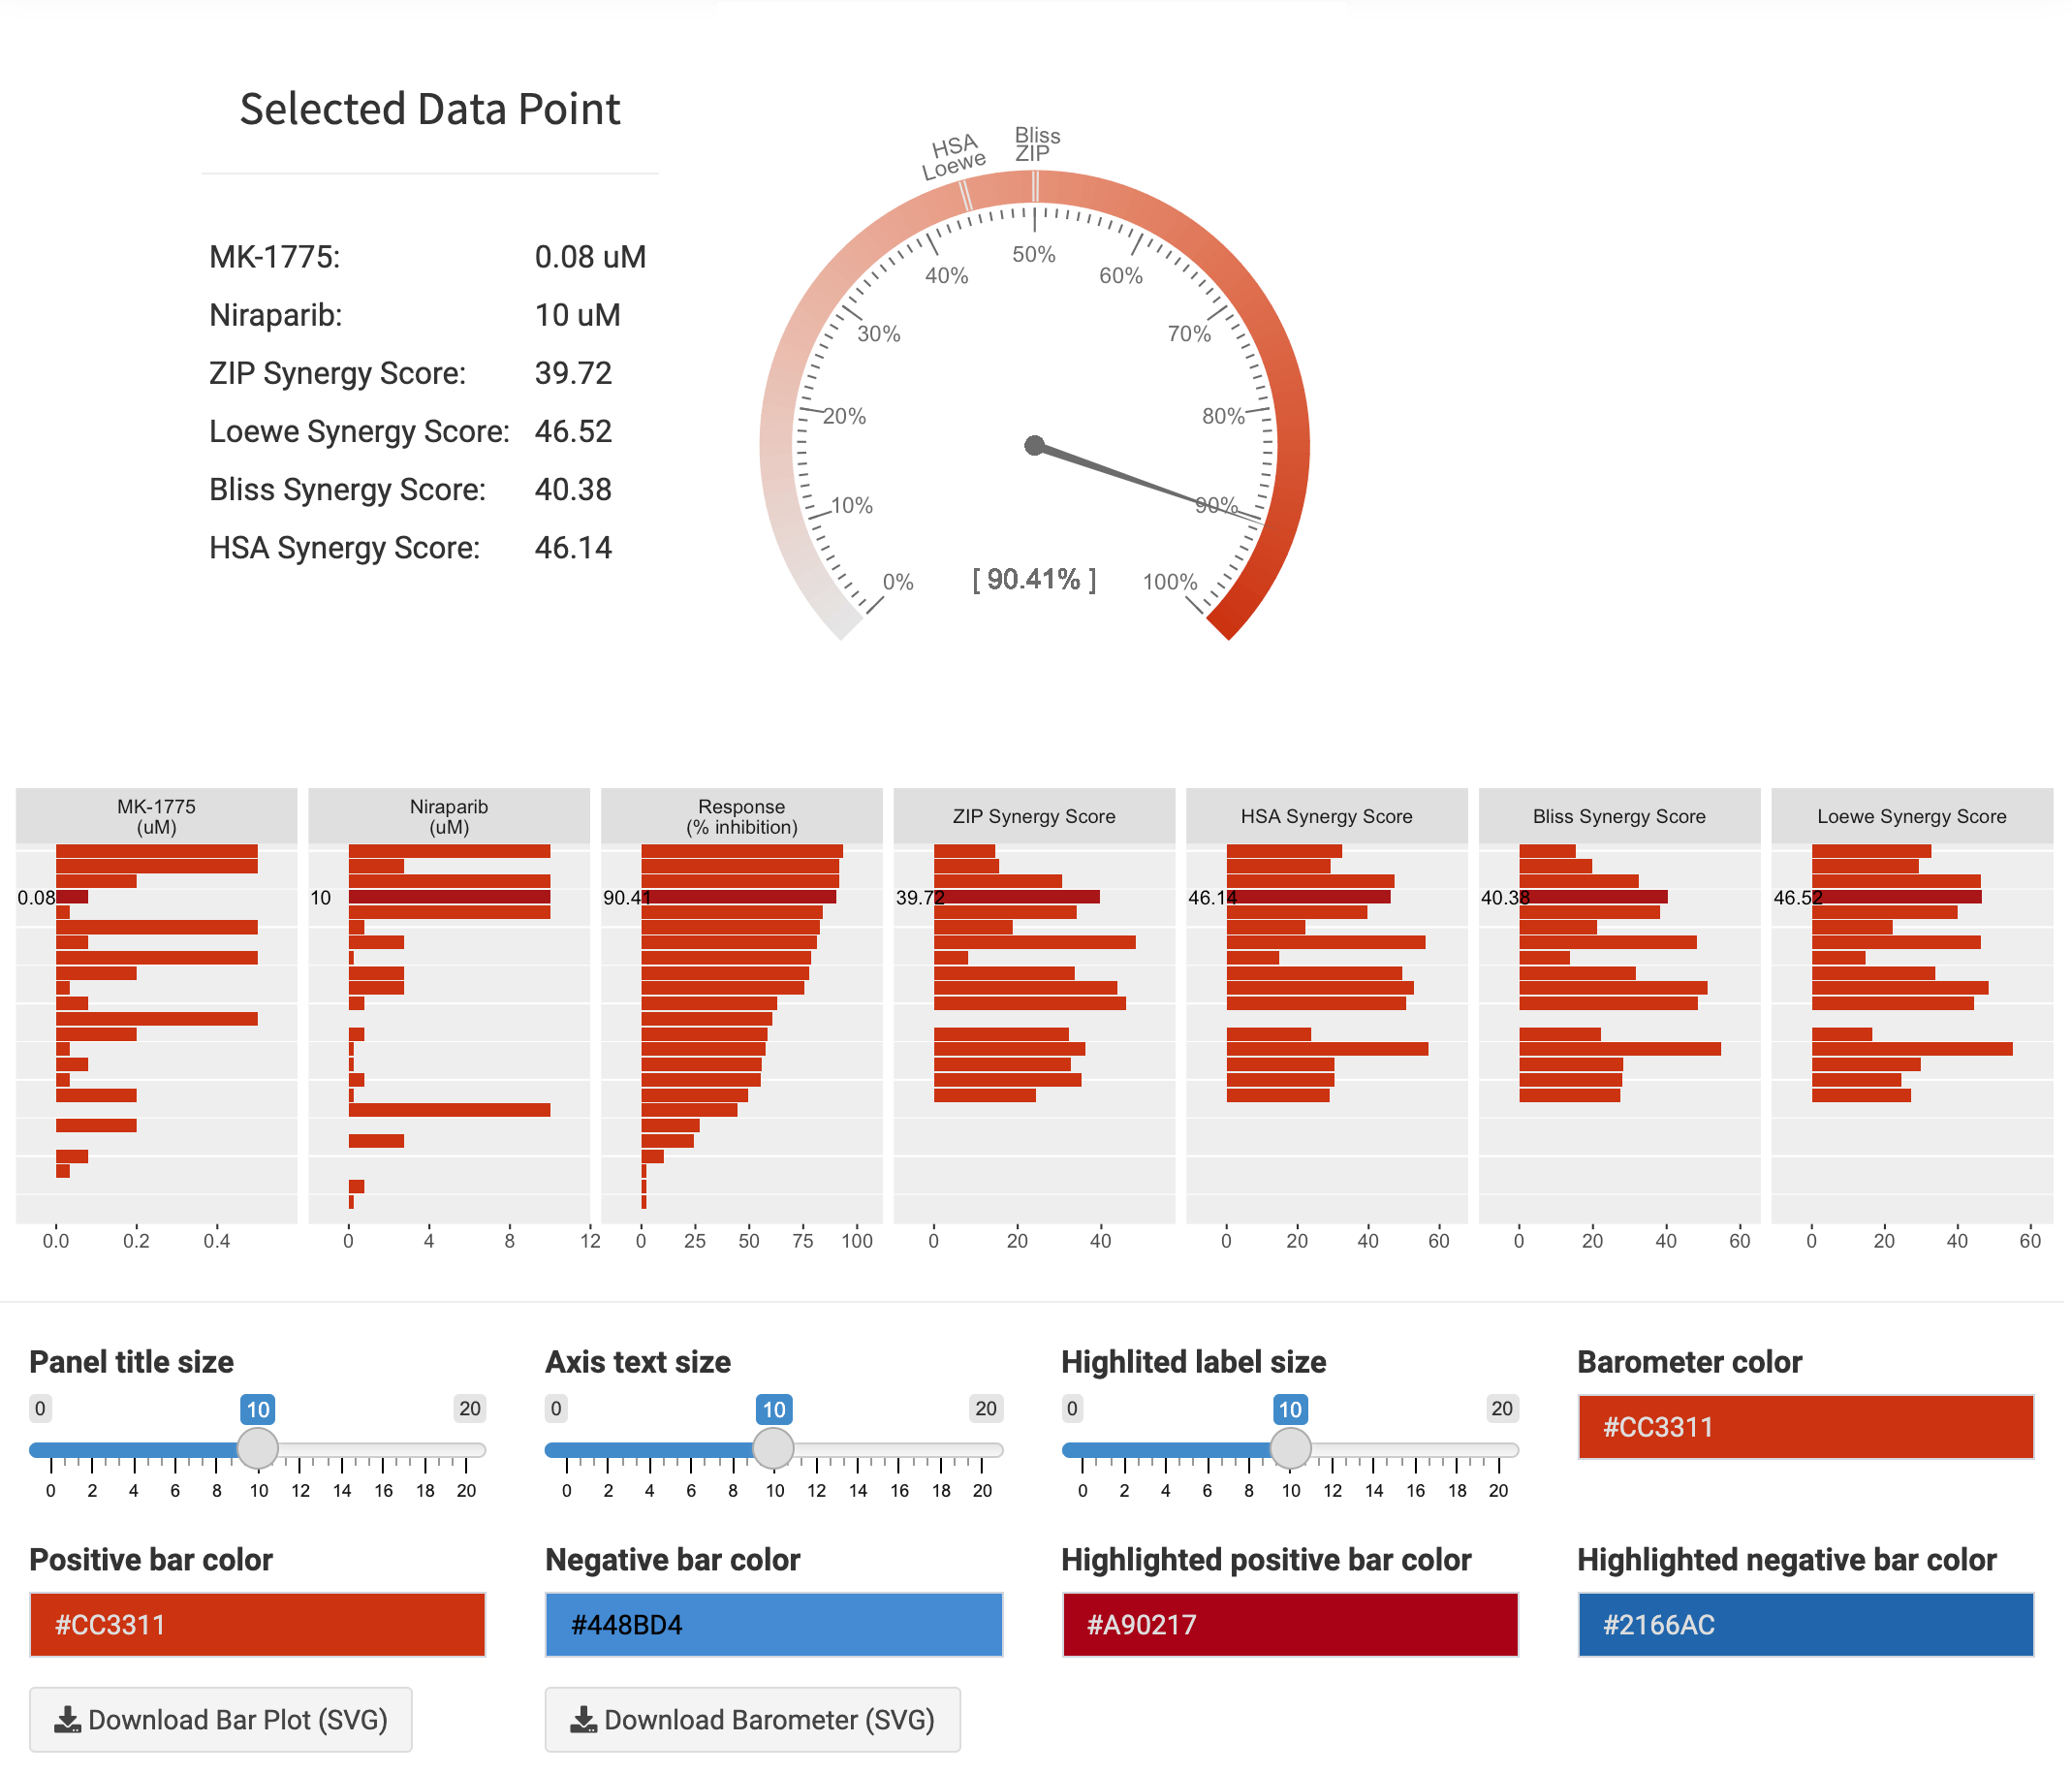 Selected Data Point
MK-1775: 0.08 uM
Niraparib: 10 uM
ZIP Synergy Score: 39.72
Loewe Synergy Score: 46.52
Bliss Synergy Score: 40.38
HSA Synergy Score: 46.14
HSA
Loewe
Bliss
ZIP
0%
10%
20%
30%
40%
50%
60%
70%
80%
90%
100%
[ 90.41% ]
MK-1775
(uM)
Niraparib
(uM)
Response
(% inhibition)
ZIP Synergy Score
HSA Synergy Score
Bliss Synergy Score
Loewe Synergy Score
0.08
10
90.41
39.72
46.14
40.38
46.52
0.0 0.2 0.4
0 4 8 12
0 25 50 75 100
0 20 40
0 20 40 60
0 20 40 60
0 20 40 60
Panel title size
0 10 20
0 2 4 6 8 10 12 14 16 18 20
Axis text size
0 10 20
0 2 4 6 8 10 12 14 16 18 20
Highlited label size
0 10 20
0 2 4 6 8 10 12 14 16 18 20
Barometer color
#CC3311
Positive bar color
#CC3311
Negative bar color
#448BD4
Highlighted positive bar color
#A90217
Highlighted negative bar color
#2166AC
Download Bar Plot (SVG)
Download Barometer (SVG)